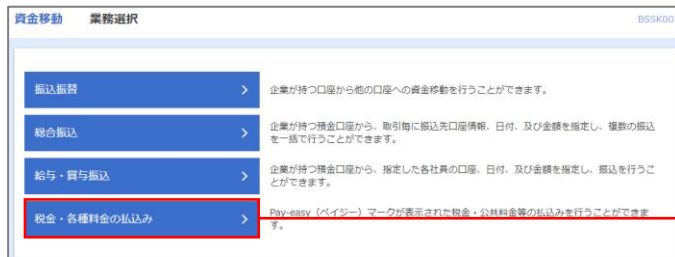 資金移動 業務選択 BSSK00
振込振替
企業が持つ口座から他の口座への資金移動を行うことができます。
総合振込
企業が持つ預金口座から、取引毎に振込先口座情報、日付、及び金額を指定し、複数の振込
を一括で行うことができます。
給与・賞与振込
企業が持つ預金口座から、指定した各社員の口座、日付、及び金額を指定し、振込を行うこ
とができます。
税金・各種料金の払込み
Pay-easy（ペイジー）マークが表示された税金・公共料金等の払込みを行うことができま
す。